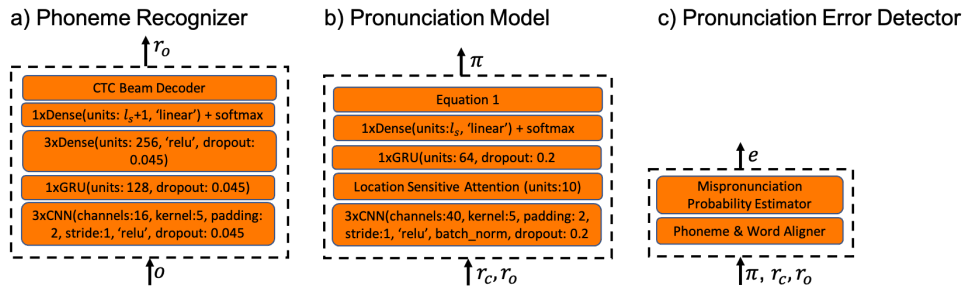 a) Phoneme Recognizer
r_o
CTC Beam Decoder
1xDense(units: l_s+1, 'linear') + softmax
3xDense(units: 256, 'relu', dropout:
0.045)
1xGRU(units: 128, dropout: 0.045)
3xCNN(channels:16, kernel:5, padding:
2, stride:1, 'relu', dropout: 0.045
o
b) Pronunciation Model
π
Equation 1
1xDense(units:l_s, 'linear') + softmax
1xGRU(units: 64, dropout: 0.2
Location Sensitive Attention (units:10)
3xCNN(channels:40, kernel:5, padding: 2,
stride:1, 'relu', batch_norm, dropout: 0.2
r_c, r_o
c) Pronunciation Error Detector
e
Mispronunciation
Probability Estimator
Phoneme & Word Aligner
π, r_c, r_o